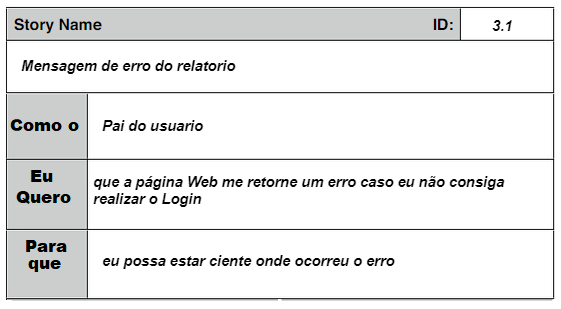 Story Name ID: 3.1
Mensagem de erro do relatorio
Como o Pai do usuario
Eu Quero
que a página Web me retorne um erro caso eu não consiga
realizar o Login
Para que
eu possa estar ciente onde ocorreu o erro